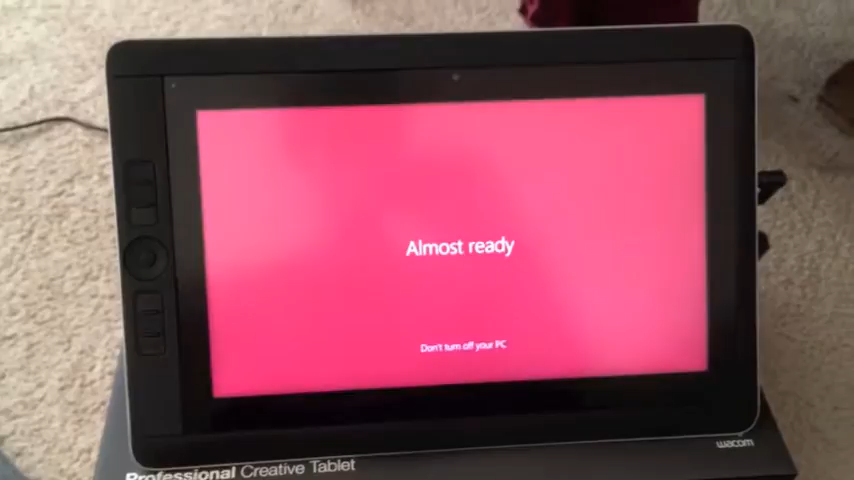 Almost ready
Don't turn off your PC
wacom
Professional Creative Tablet